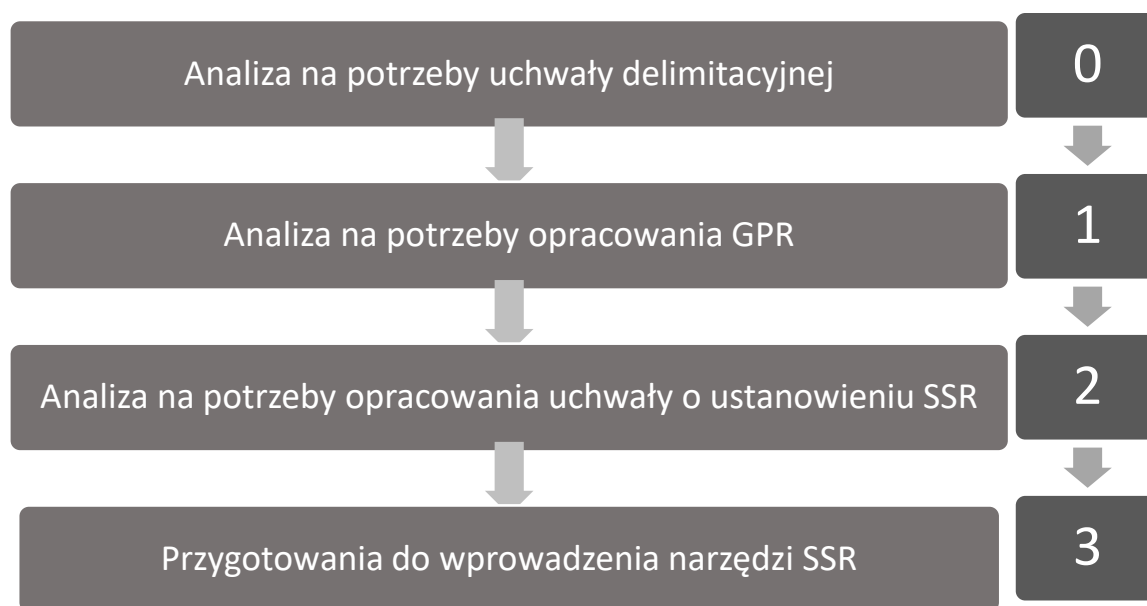 Analiza na potrzeby uchwały delimitacyjnej
0
Analiza na potrzeby opracowania GPR
1
Analiza na potrzeby opracowania uchwały o ustanowieniu SSR
2
Przygotowania do wprowadzenia narzędzi SSR
3